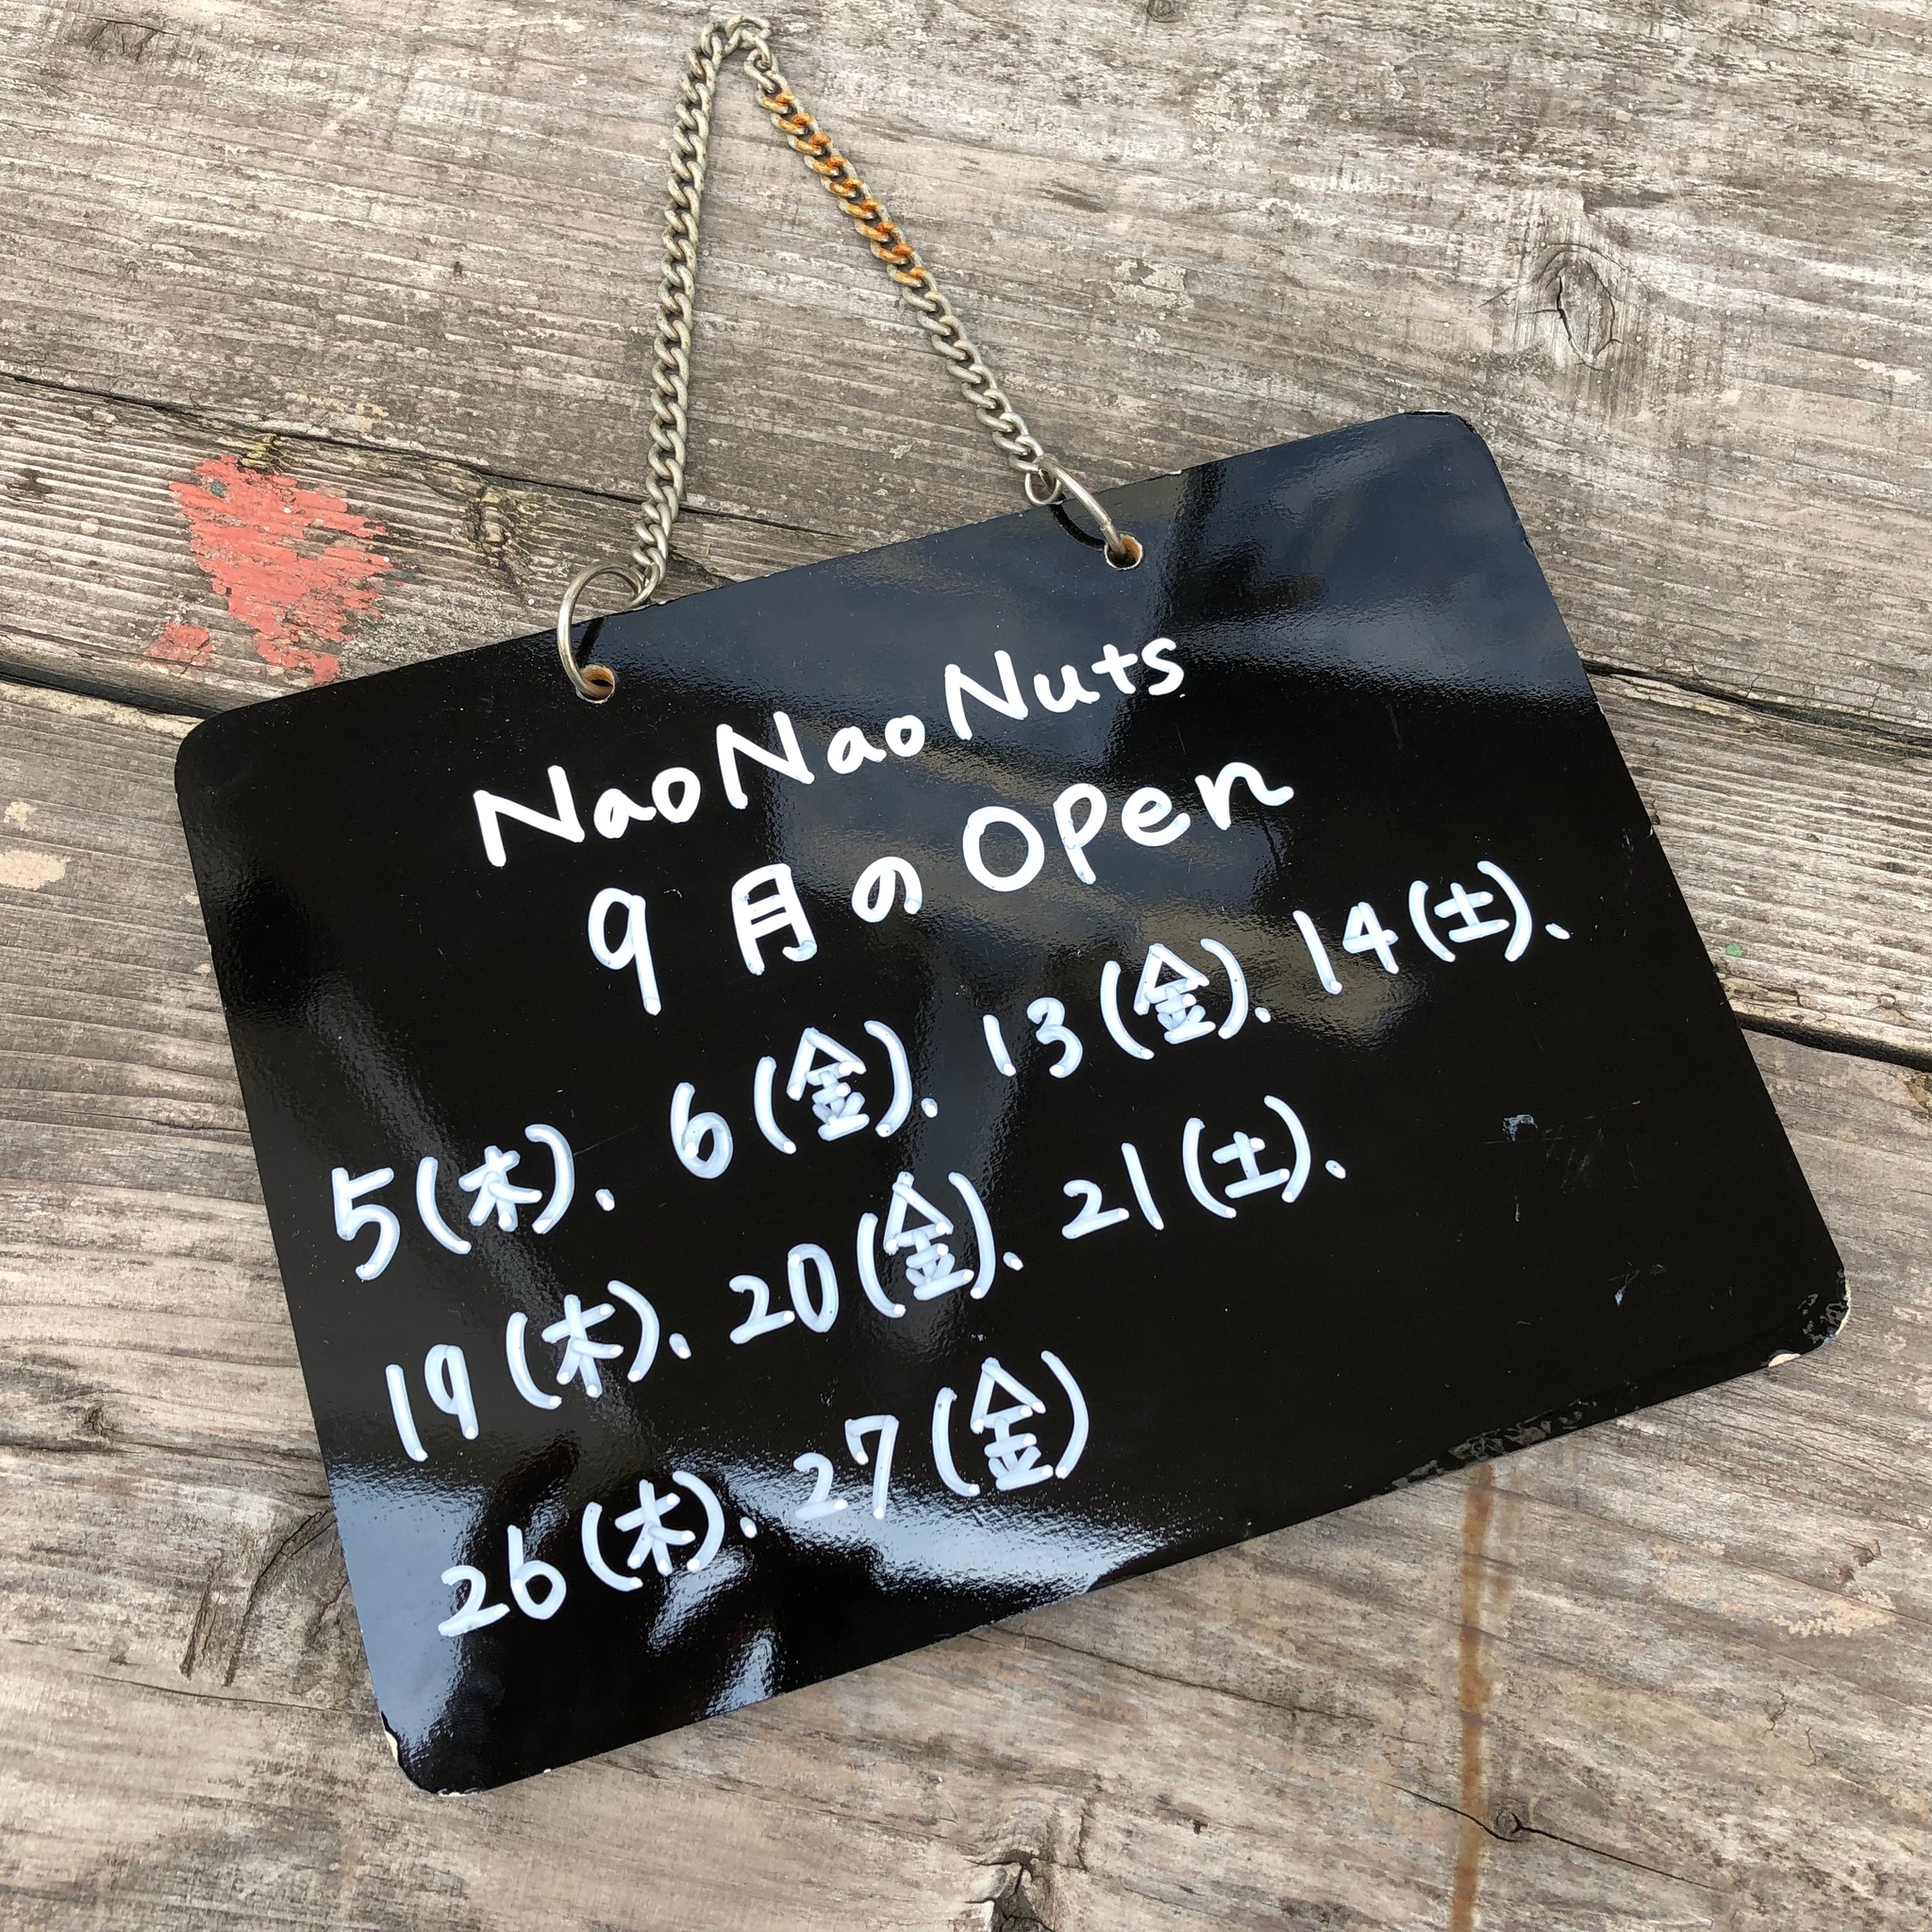 NaoNaoNuts
9月のOpen
5(木)、6(金)、13(金)、14(土)、
19(木)、20(金)、21(土)、
26(木)、27(金)